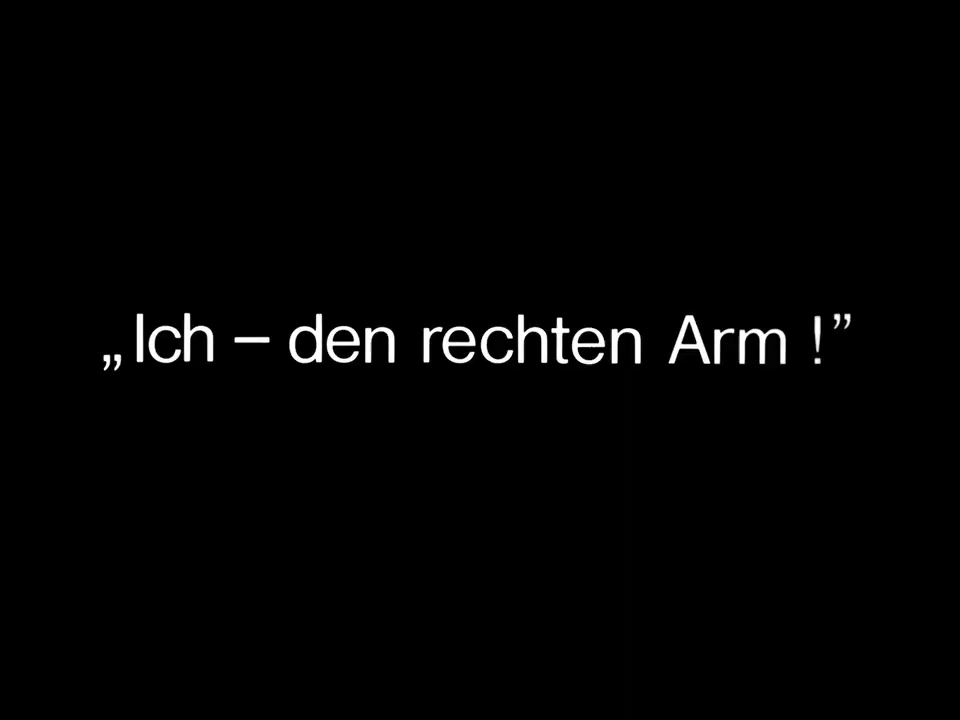 „Ich – den rechten Arm !”